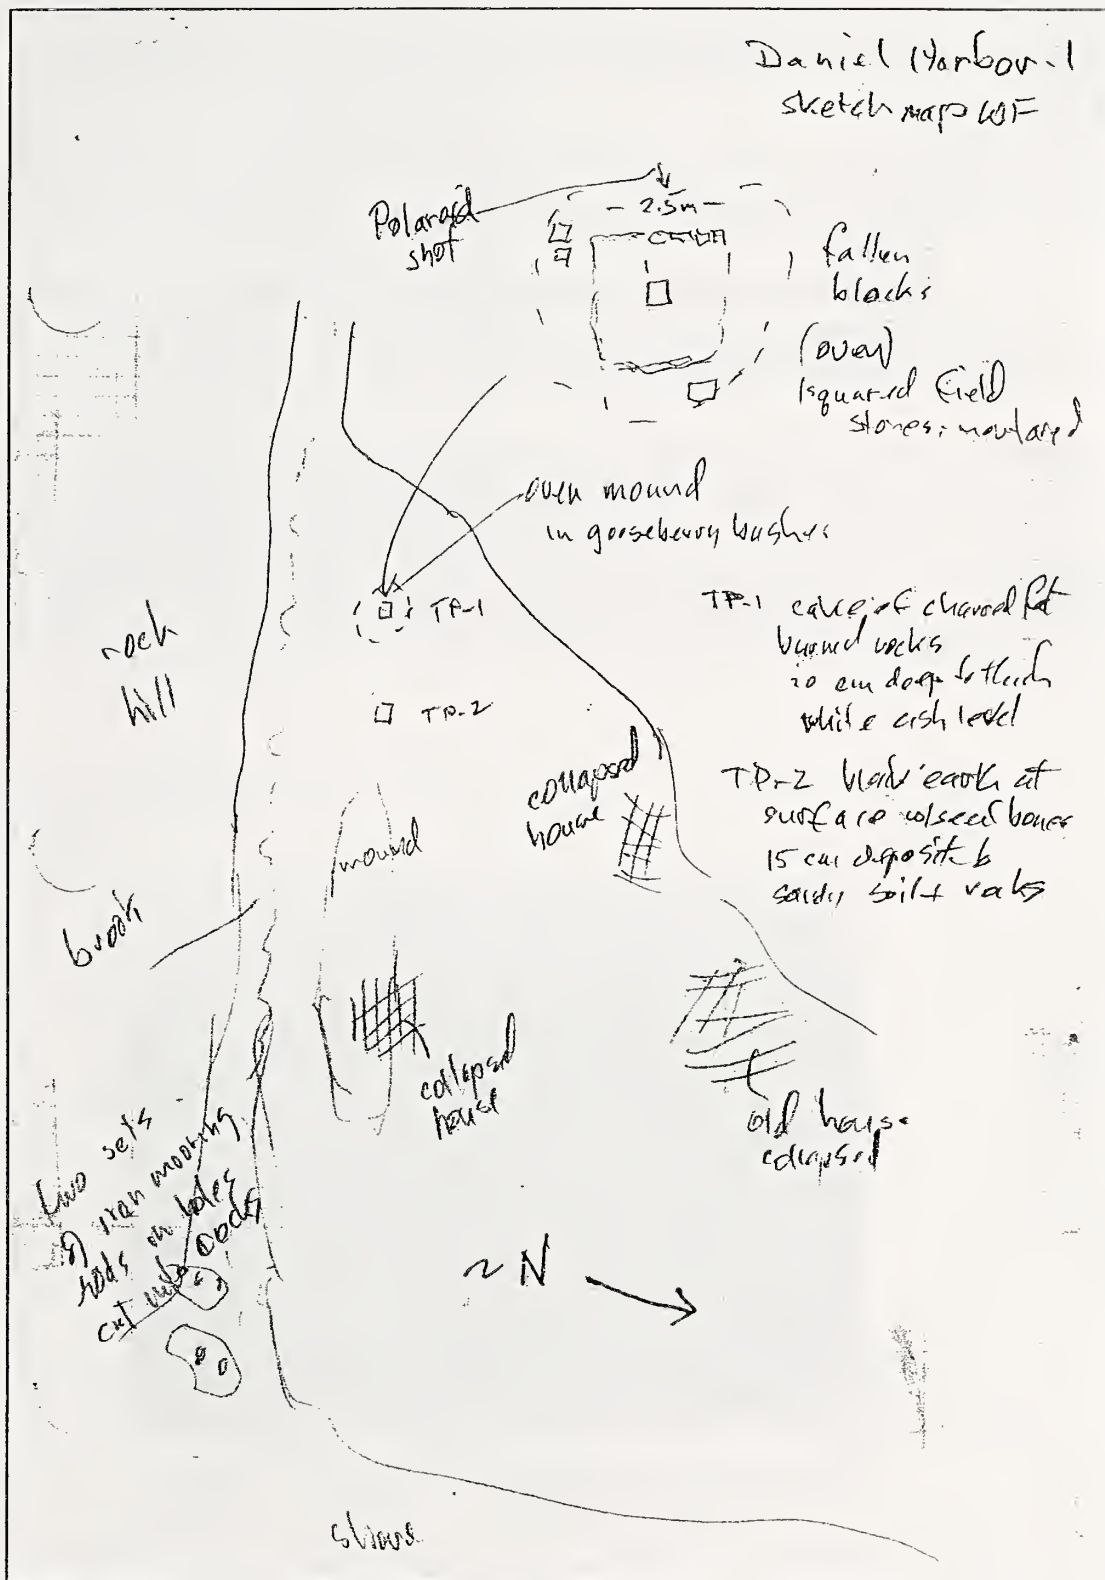 Daniel Harbor-1
sketch map WF
Polaroid
shot
- 2.5m -
fallen
blocks
(oven)
squared field
stones, mortared
oven mound
in gooseberry bushes
TP-1
TP-1 cake of charred fat
burned rocks
20 cm deep to thick
white ash level
rock
hill
TP-2
collapsed
house
TP-2 black earth at
surface w/seal bones
15 cm deposit to
sandy soil + rocks
mound
brook
collapsed
house
old house
collapsed
two sets
of iron mooring
rods in holes
cut into rocks
~ N
shore